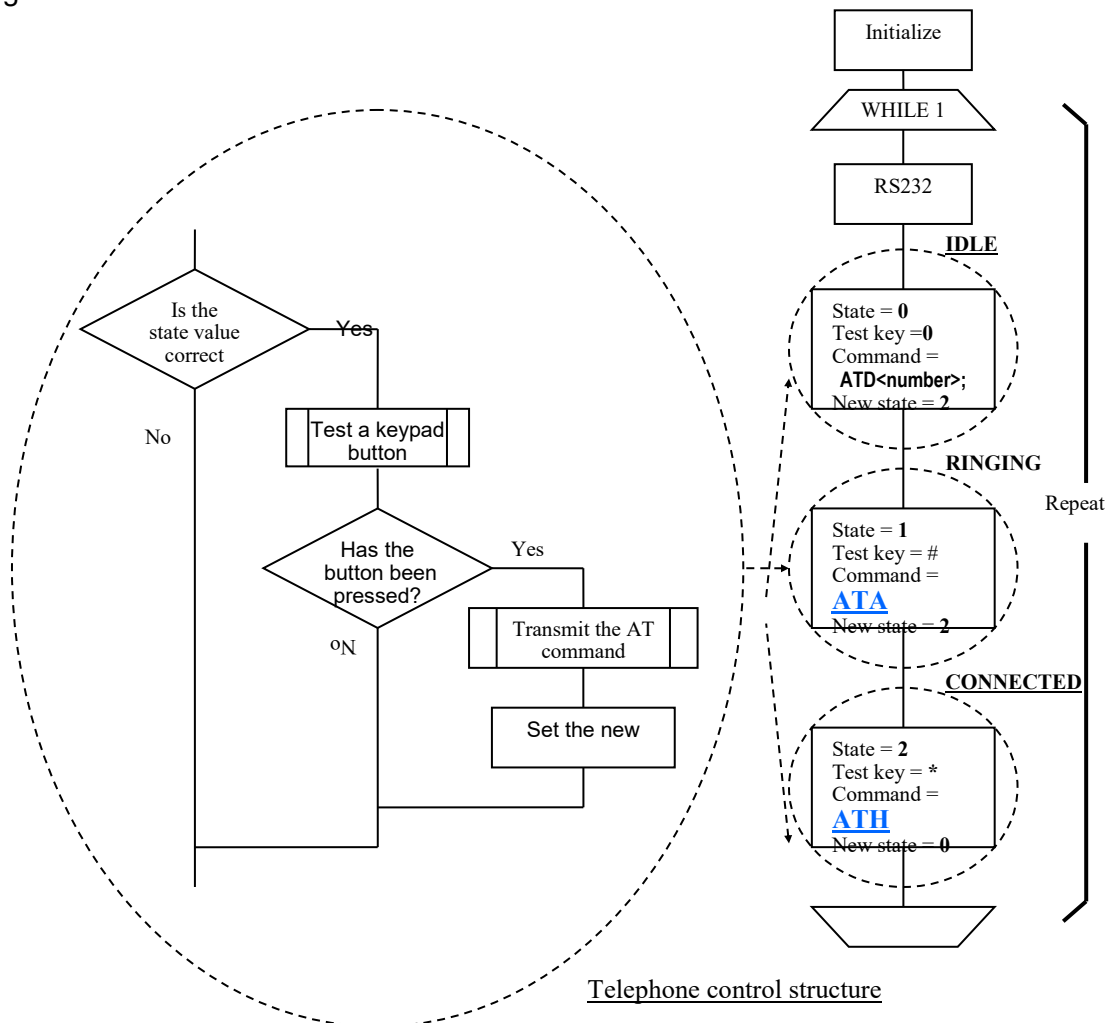 g
Initialize
WHILE 1
RS232
IDLE
State = 0
Test key =0
Command =
ATD<number>;
New state = 2
RINGING
State = 1
Test key = #
Command =
ATA
New state = 2
CONNECTED
State = 2
Test key = *
Command =
ATH
New state = 0
Repeat
Is the
state value
correct
Yes
No
Test a keypad
button
Has the
button been
pressed?
Yes
No
Transmit the AT
command
Set the new
Telephone control structure